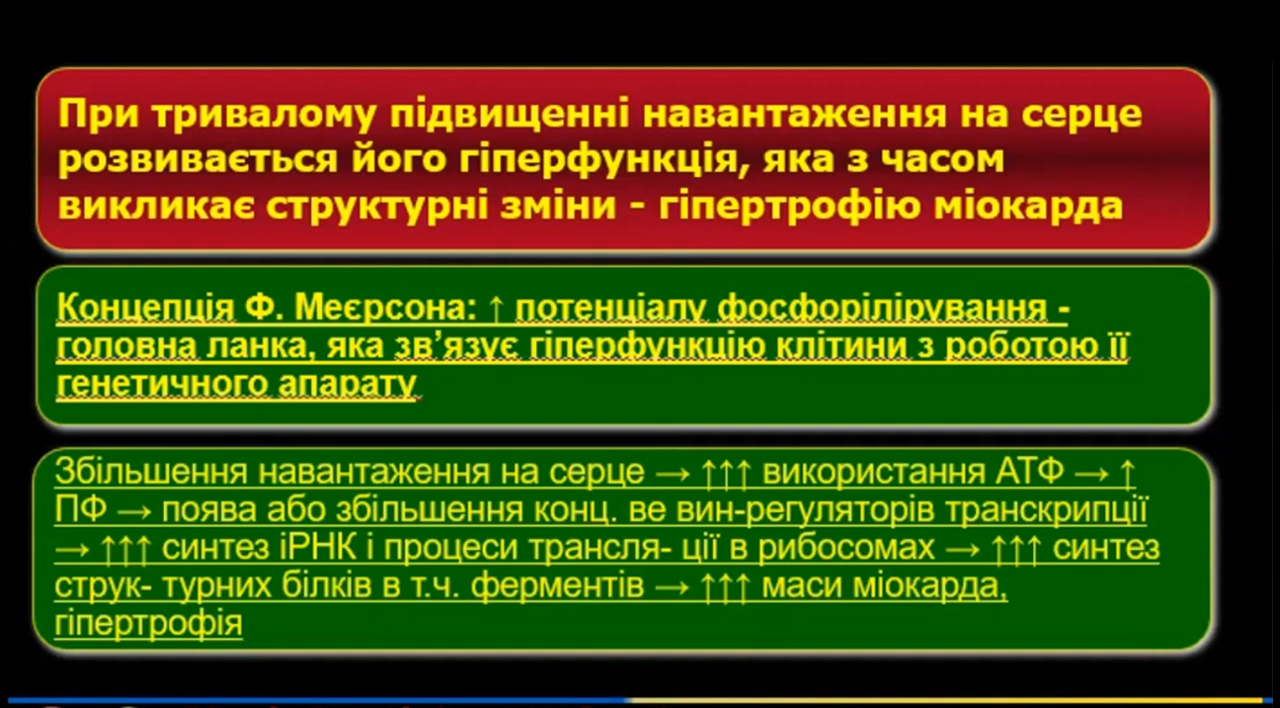 При тривалому підвищенні навантаження на серце
розвивається його гіперфункція, яка з часом
викликає структурні зміни - гіпертрофію міокарда
Концепція Ф. Меєрсона: ↑ потенціалу фосфорілірування -
головна ланка, яка зв’язує гіперфункцію клітини з роботою її
генетичного апарату
Збільшення навантаження на серце → ↑↑↑ використання АТФ → ↑
ПФ → поява або збільшення конц. ве вин-регуляторів транскрипції
→ ↑↑↑ синтез іРНК і процеси трансля- ції в рибосомах → ↑↑↑ синтез
струк- турних білків в т.ч. ферментів → ↑↑↑ маси міокарда,
гіпертрофія